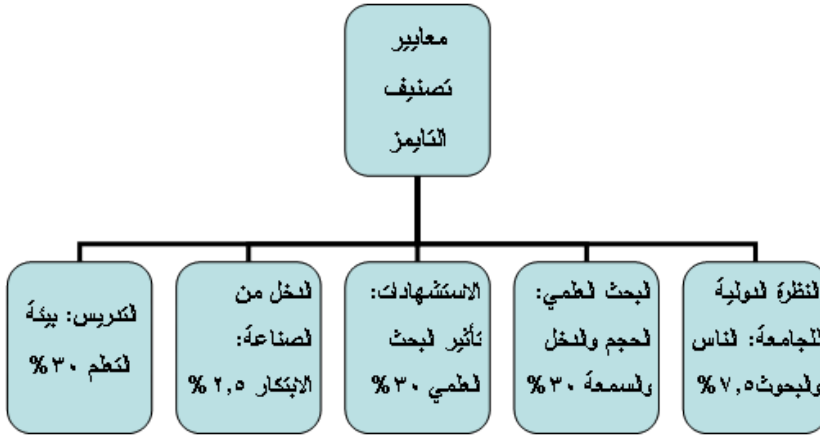 معايير
تصنيف
التايمز
النظرة الدولية
للجامعة: الناس
والبحوث٧,٥%
البحث العلمي:
الحجم والدخل
والسمعة ٣٠%
الاستشهادات:
تأثير البحث
العلمي ٣٠%
الدخل من
الصناعة:
الابتكار ٢,٥%
التدريس: بيئة
التعلم ٣٠%